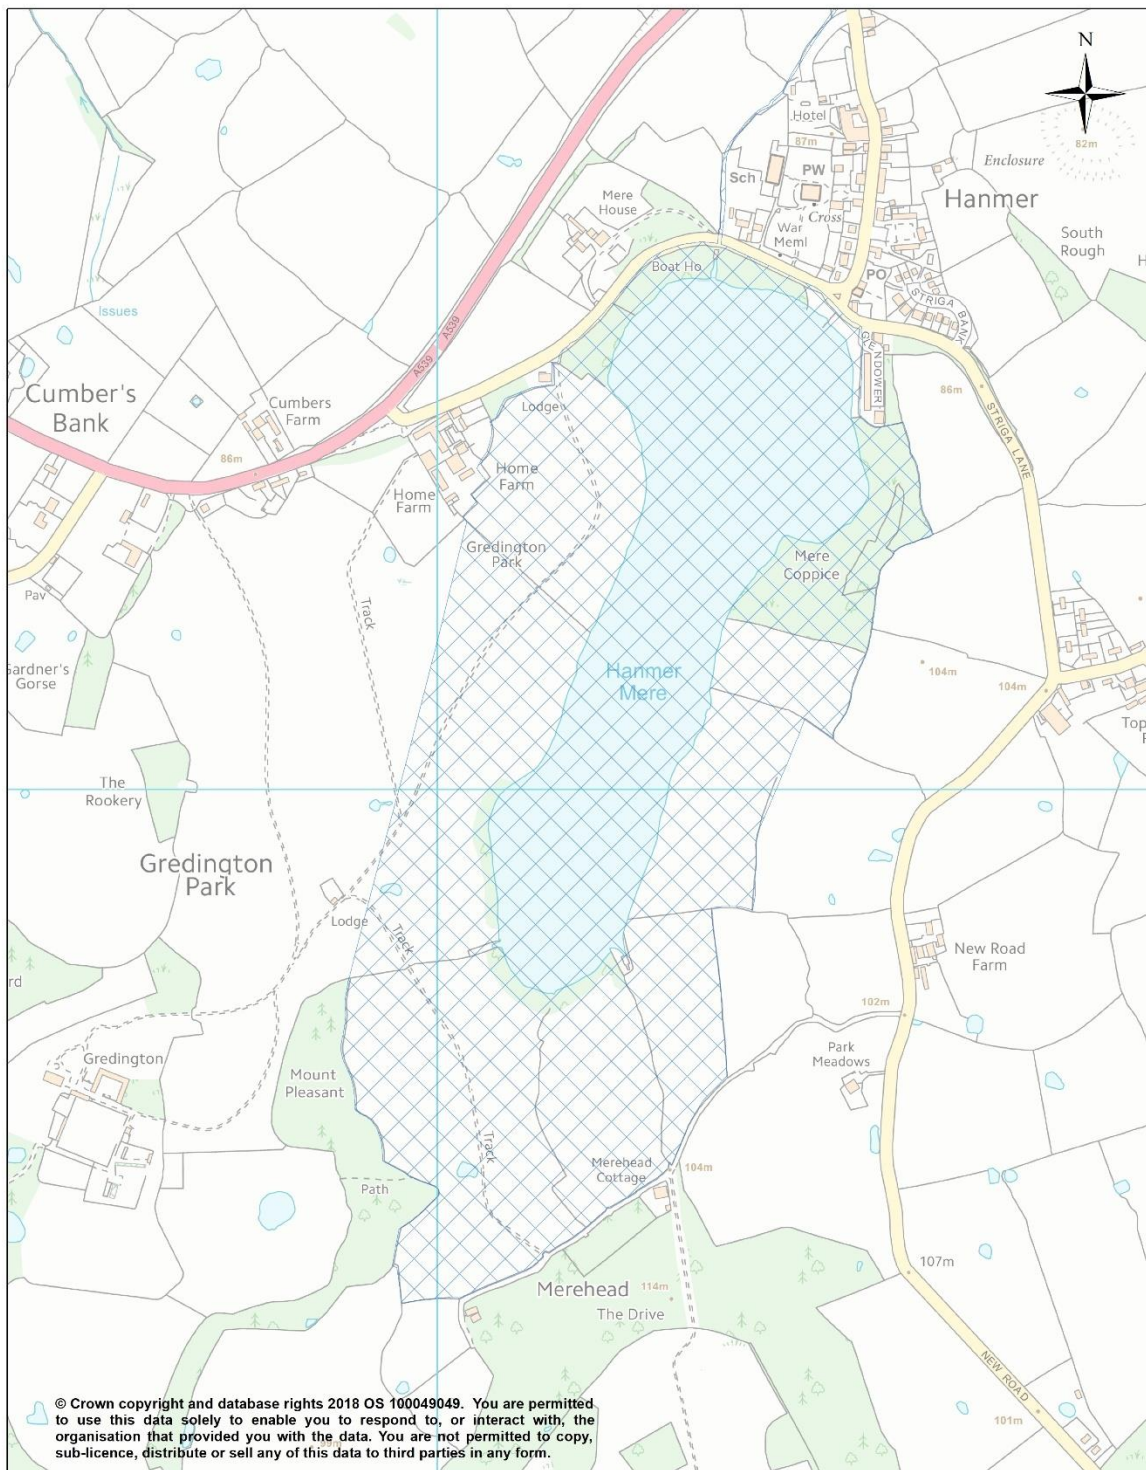 N
Hotel
87m
82m
Enclosure
Sch
PW
Hanmer
Mere
House
Cross
War
Meml
South
Rough
Boat Ho
PO
STRIGA BANK
Issues
A539
A539
GLENDOWER
86m
STRIGA LANE
Cumber's
Bank
Cumbers
Farm
Lodge
86m
Home
Farm
Home
Farm
Gredington
Park
Mere
Coppice
Pav
Track
Gardner's
Gorse
Hanmer
Mere
104m
104m
Top
The
Rookery
Gredington
Park
Lodge
Track
New Road
Farm
rd
102m
Park
Meadows
Gredington
Mount
Pleasant
Track
Merehead
Cottage
104m
Path
107m
Merehead
114m
The Drive
NEW ROAD
101m
99m
© Crown copyright and database rights 2018 OS 100049049. You are permitted
to use this data solely to enable you to respond to, or interact with, the
organisation that provided you with the data. You are not permitted to copy,
sub-licence, distribute or sell any of this data to third parties in any form.